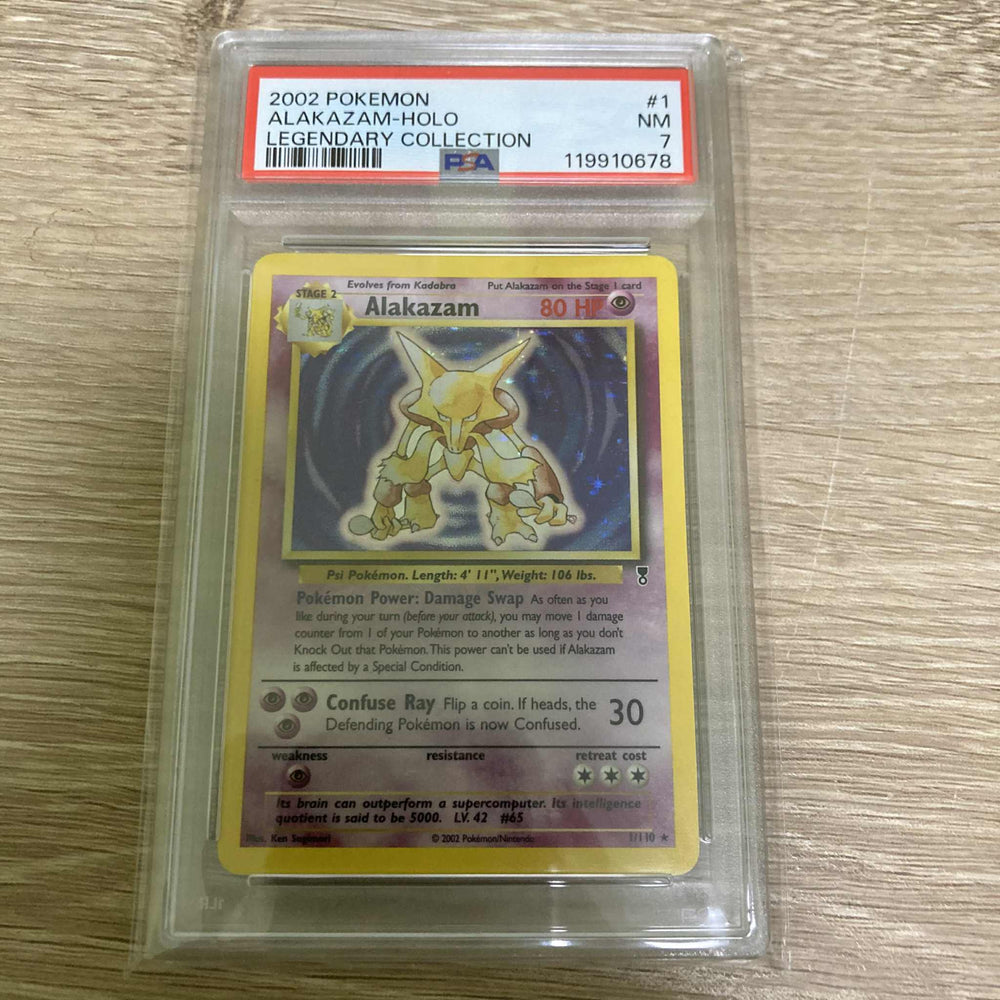 2002 POKEMON #1
ALAKAZAM-HOLO NM
LEGENDARY COLLECTION 7
PSA 119910678
Evolves from Kadabra Put Alakazam on the Stage 1 card
STAGE 2
Alakazam 80 HP
Psi Pokémon. Length: 4' 11", Weight: 106 lbs.
Pokémon Power: Damage Swap As often as you
like during your turn (before your attack), you may move 1 damage
counter from 1 of your Pokémon to another as long as you don't
Knock Out that Pokémon. This power can't be used if Alakazam
is affected by a Special Condition.
Confuse Ray Flip a coin. If heads, the 30
Defending Pokémon is now Confused.
weakness resistance retreat cost
Its brain can outperform a supercomputer. Its intelligence
quotient is said to be 5000. LV. 42 #65
Illus. Ken Sugimori © 2002 Pokémon/Nintendo 1/110